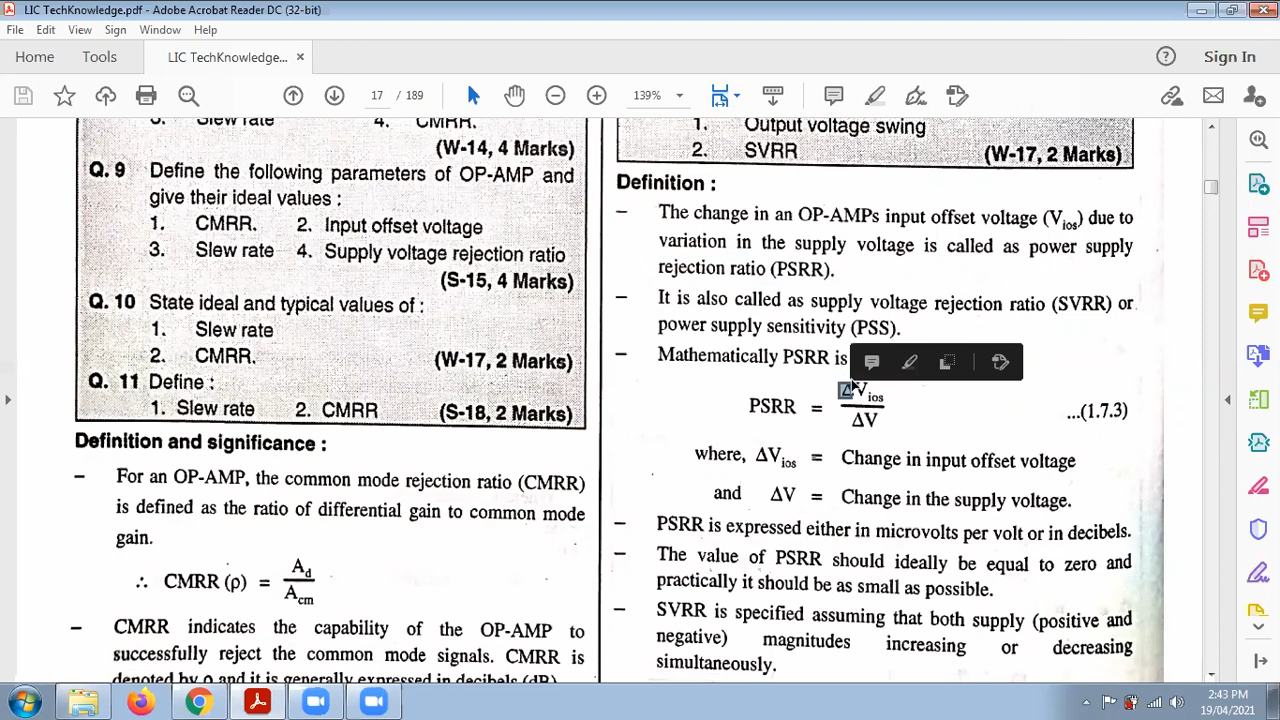 LIC TechKnowledge.pdf - Adobe Acrobat Reader DC (32-bit)
File Edit View Sign Window Help
Home Tools LIC TechKnowledge... × Sign In
17 / 189 139%
3. Slew rate 4. CMRR.
(W-14, 4 Marks)
Q. 9 Define the following parameters of OP-AMP and
give their ideal values :
1. CMRR. 2. Input offset voltage
3. Slew rate 4. Supply voltage rejection ratio
(S-15, 4 Marks)
Q. 10 State ideal and typical values of :
1. Slew rate
2. CMRR. (W-17, 2 Marks)
Q. 11 Define :
1. Slew rate 2. CMRR (S-18, 2 Marks)
Definition and significance :
– For an OP-AMP, the common mode rejection ratio (CMRR)
is defined as the ratio of differential gain to common mode
gain.
∴ CMRR (ρ) = A_d / A_cm
– CMRR indicates the capability of the OP-AMP to
successfully reject the common mode signals. CMRR is
denoted by ρ and it is generally expressed in decibels (dB).
1. Output voltage swing
2. SVRR (W-17, 2 Marks)
Definition :
– The change in an OP-AMPs input offset voltage (V_ios) due to
variation in the supply voltage is called as power supply
rejection ratio (PSRR).
– It is also called as supply voltage rejection ratio (SVRR) or
power supply sensitivity (PSS).
– Mathematically PSRR is
PSRR = ΔV_ios / ΔV ...(1.7.3)
where, ΔV_ios = Change in input offset voltage
and ΔV = Change in the supply voltage.
– PSRR is expressed either in microvolts per volt or in decibels.
– The value of PSRR should ideally be equal to zero and
practically it should be as small as possible.
– SVRR is specified assuming that both supply (positive and
negative) magnitudes increasing or decreasing
simultaneously.
2:43 PM
19/04/2021